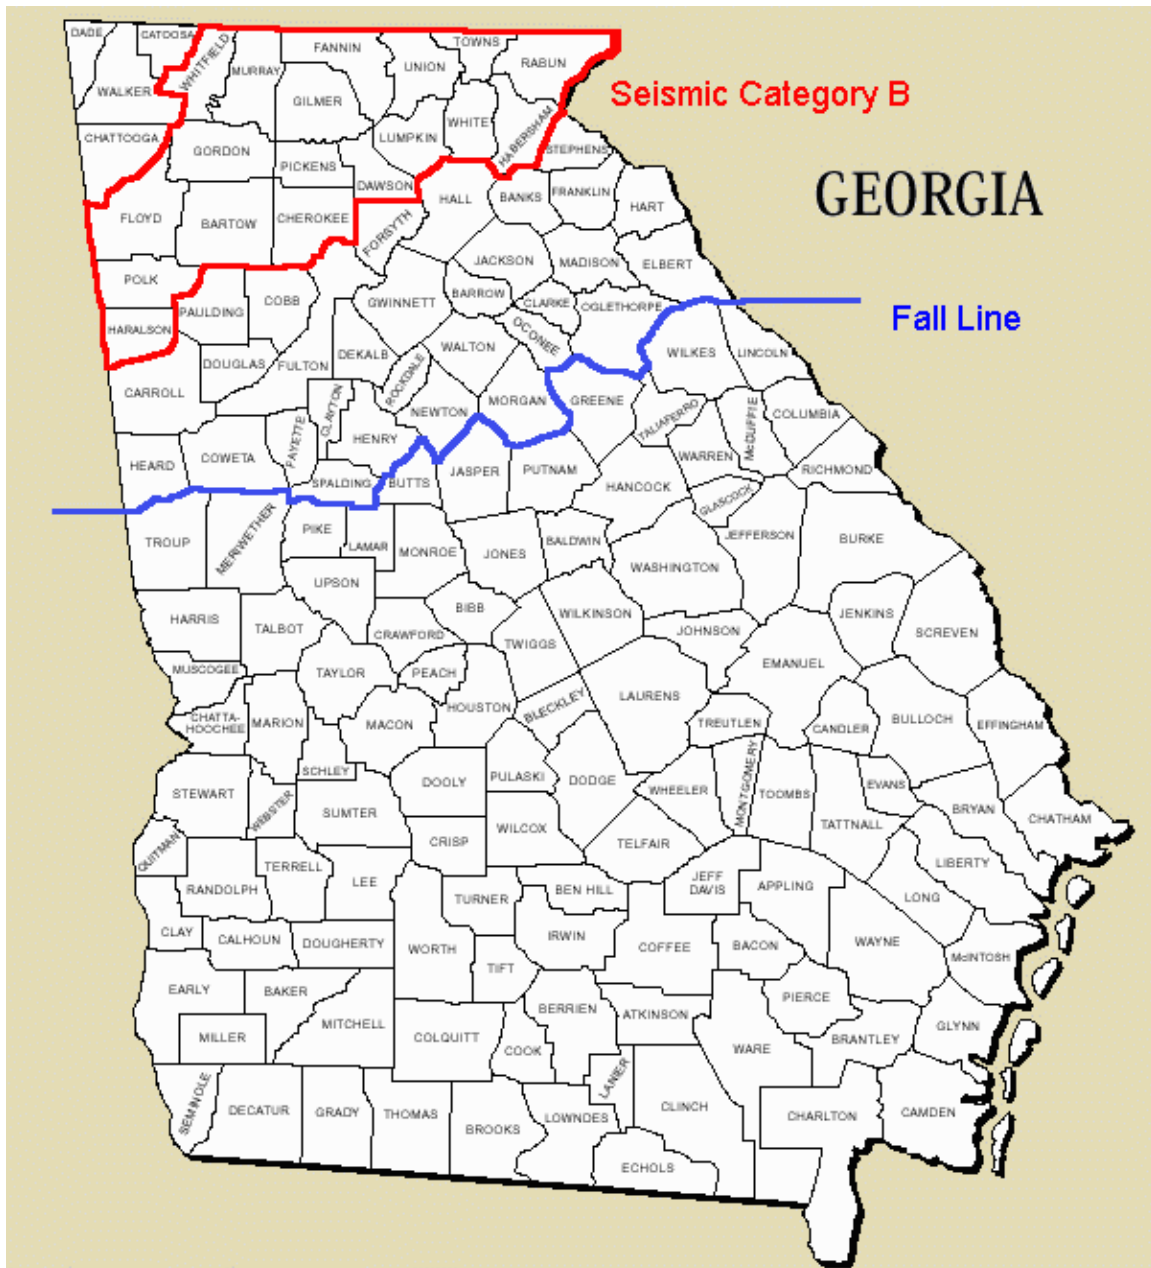 DADE
CATOOSA
WHITFIELD
MURRAY
FANNIN
TOWNS
UNION
RABUN
WALKER
GILMER
Seismic Category B
CHATTOOGA
GORDON
LUMPKIN
WHITE
HABERSHAM
STEPHENS
PICKENS
DAWSON
GEORGIA
FLOYD
BARTOW
CHEROKEE
FORSYTH
HALL
BANKS
FRANKLIN
HART
POLK
PAULDING
COBB
GWINNETT
JACKSON
MADISON
ELBERT
BARROW
CLARKE
OGLETHORPE
Fall Line
HARALSON
DOUGLAS
FULTON
DEKALB
WALTON
OCONEE
WILKES
LINCOLN
CARROLL
CLAYTON
ROCKDALE
NEWTON
MORGAN
GREENE
TALIAFERRO
McDUFFIE
COLUMBIA
HEARD
COWETA
FAYETTE
HENRY
SPALDING
BUTTS
JASPER
PUTNAM
HANCOCK
WARREN
GLASCOCK
RICHMOND
TROUP
MERIWETHER
PIKE
LAMAR
MONROE
JONES
BALDWIN
WASHINGTON
JEFFERSON
BURKE
UPSON
HARRIS
TALBOT
CRAWFORD
BIBB
TWIGGS
WILKINSON
JOHNSON
JENKINS
SCREVEN
MUSCOGEE
TAYLOR
PEACH
EMANUEL
CHATTA-
HOOCHEE
MARION
MACON
HOUSTON
BLECKLEY
LAURENS
TREUTLEN
CANDLER
BULLOCH
EFFINGHAM
SCHLEY
STEWART
WEBSTER
SUMTER
DOOLY
PULASKI
DODGE
WHEELER
MONTGOMERY
TOOMBS
EVANS
TATTNALL
BRYAN
CHATHAM
QUITMAN
CRISP
WILCOX
TELFAIR
LIBERTY
RANDOLPH
TERRELL
LEE
TURNER
BEN HILL
JEFF
DAVIS
APPLING
LONG
CLAY
CALHOUN
DOUGHERTY
WORTH
TIFT
IRWIN
COFFEE
BACON
WAYNE
McINTOSH
EARLY
BAKER
MITCHELL
BERRIEN
ATKINSON
PIERCE
MILLER
COLQUITT
COOK
WARE
BRANTLEY
GLYNN
SEMINOLE
DECATUR
GRADY
THOMAS
BROOKS
LOWNDES
LANIER
CLINCH
CHARLTON
CAMDEN
ECHOLS